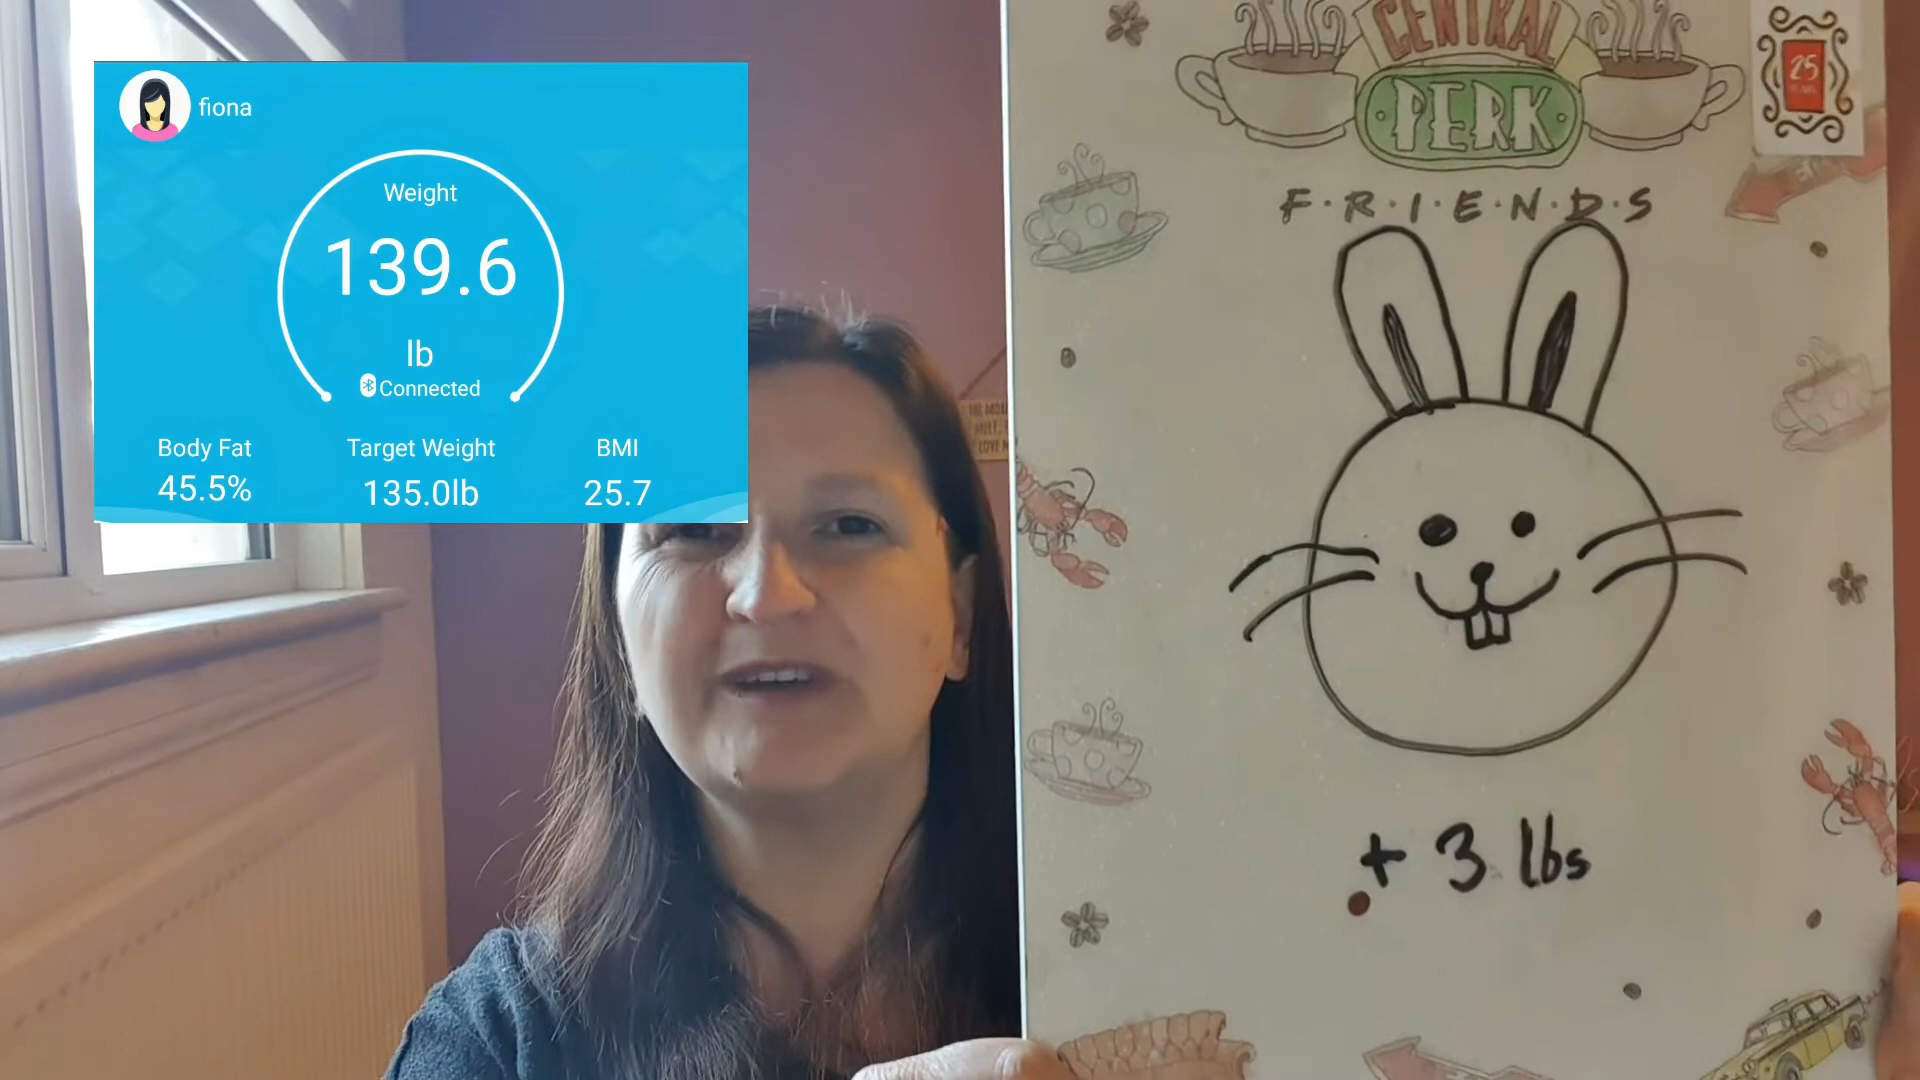 fiona
Weight
139.6
lb
Connected
Body Fat
45.5%
Target Weight
135.0lb
BMI
25.7
CENTRAL
PERK
25
F·R·I·E·N·D·S
+ 3 lbs